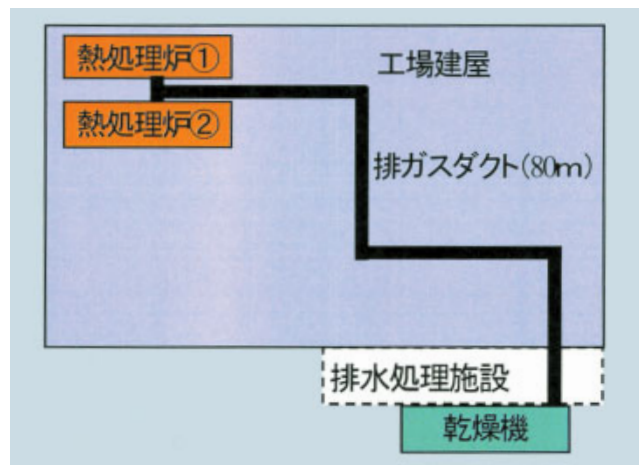 熱処理炉①
工場建屋
熱処理炉②
排ガスダクト(80m)
排水処理施設
乾燥機